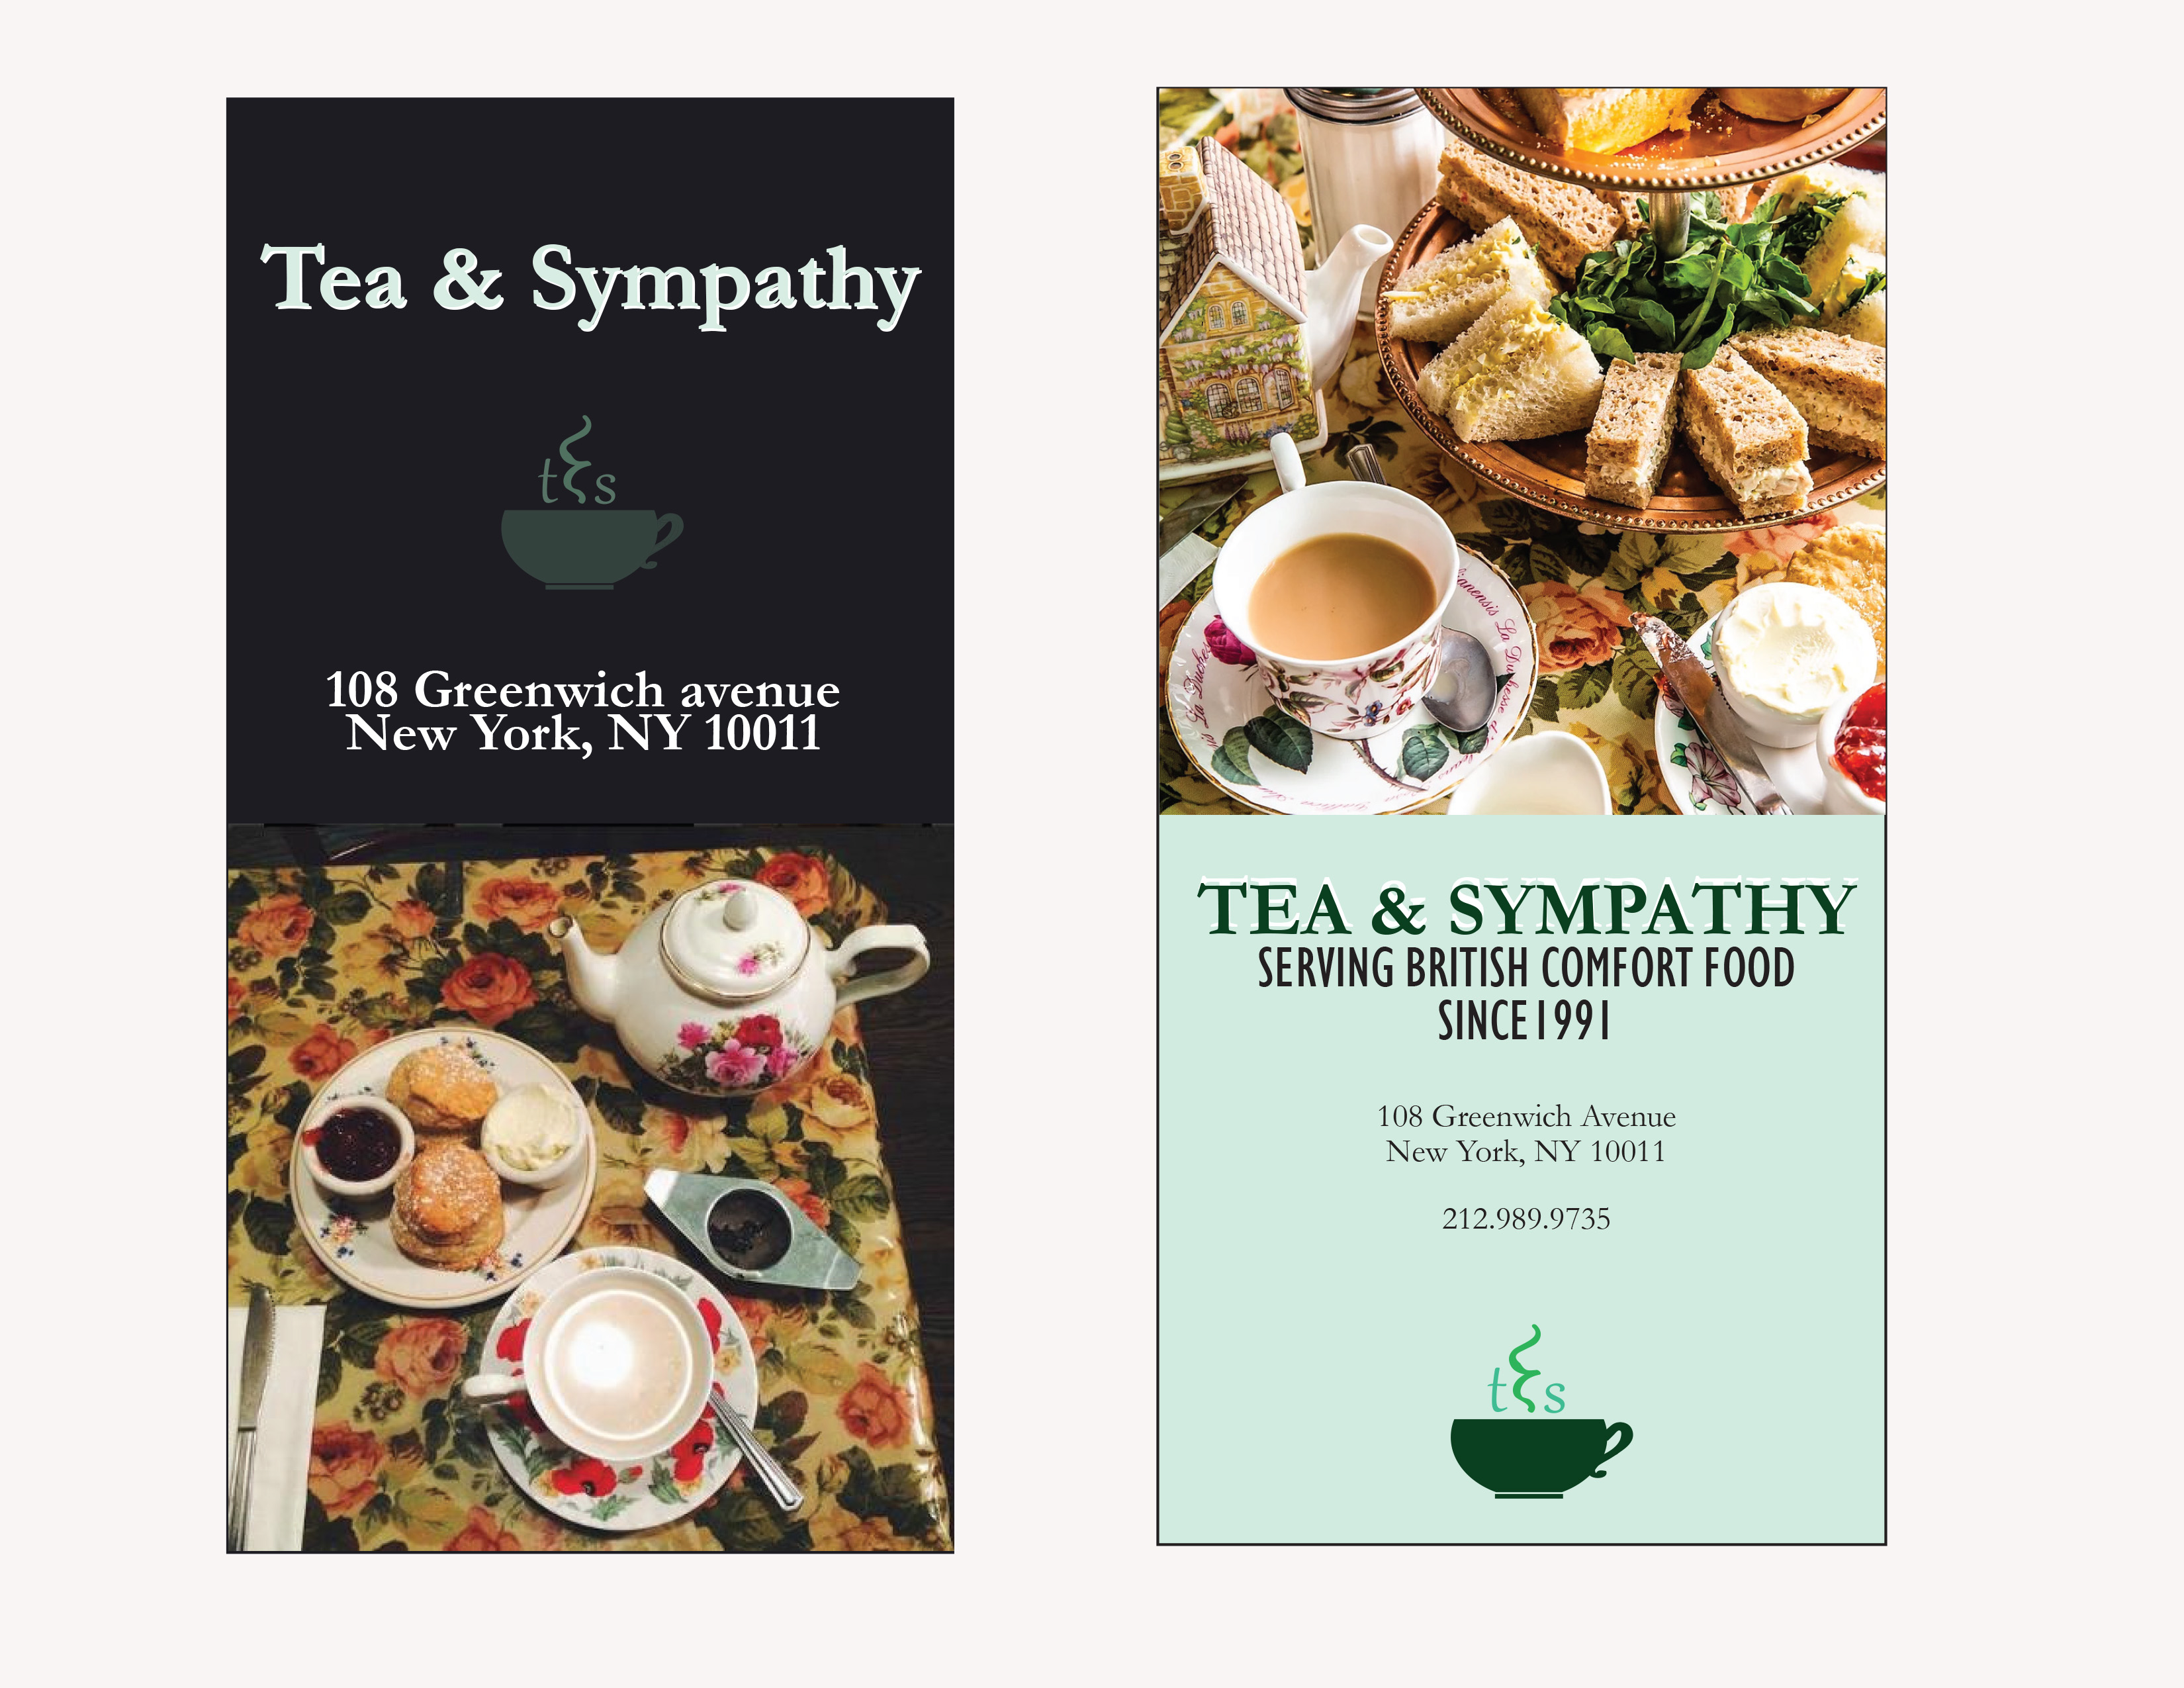 Tea & Sympathy
t s
108 Greenwich avenue
New York, NY 10011
TEA & SYMPATHY
SERVING BRITISH COMFORT FOOD
SINCE 1991
108 Greenwich Avenue
New York, NY 10011
212.989.9735
t s